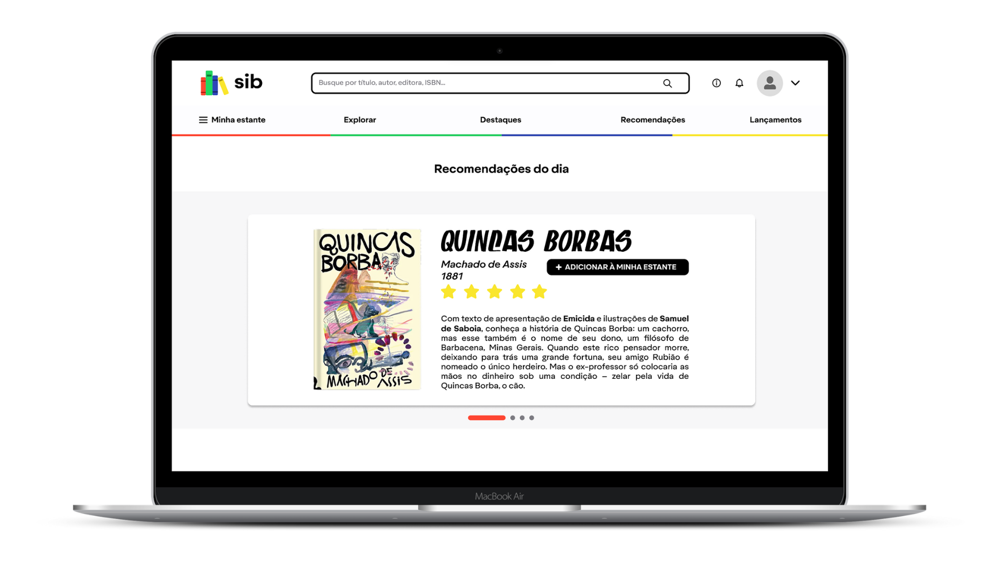 sib
Busque por título, autor, editora, ISBN...
Minha estante
Explorar
Destaques
Recomendações
Lançamentos
Recomendações do dia
QUINCAS
BORBA
MACHADO DE
ASSIS
QUINCAS BORBAS
Machado de Assis
1881
+ ADICIONAR À MINHA ESTANTE
Com texto de apresentação de Emicida e ilustrações de Samuel
de Saboia, conheça a história de Quincas Borba: um cachorro,
mas esse também é o nome de seu dono, um filósofo de
Barbacena, Minas Gerais. Quando este rico pensador morre,
deixando para trás uma grande fortuna, seu amigo Rubião é
nomeado o único herdeiro. Mas o ex-professor só colocaria as
mãos no dinheiro sob uma condição – zelar pela vida de
Quincas Borba, o cão.
MacBook Air